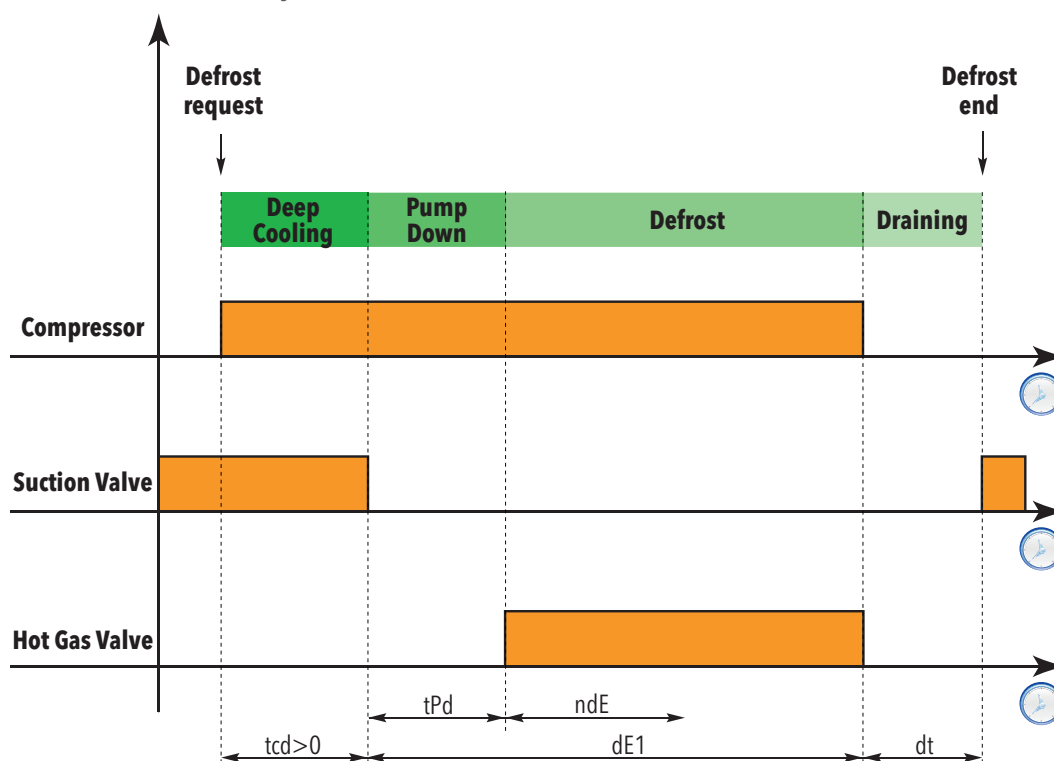 Defrost
request
Defrost
end
Deep
Cooling
Pump
Down
Defrost
Draining
Compressor
Suction Valve
Hot Gas Valve
tPd
ndE
tcd>0
dE1
dt